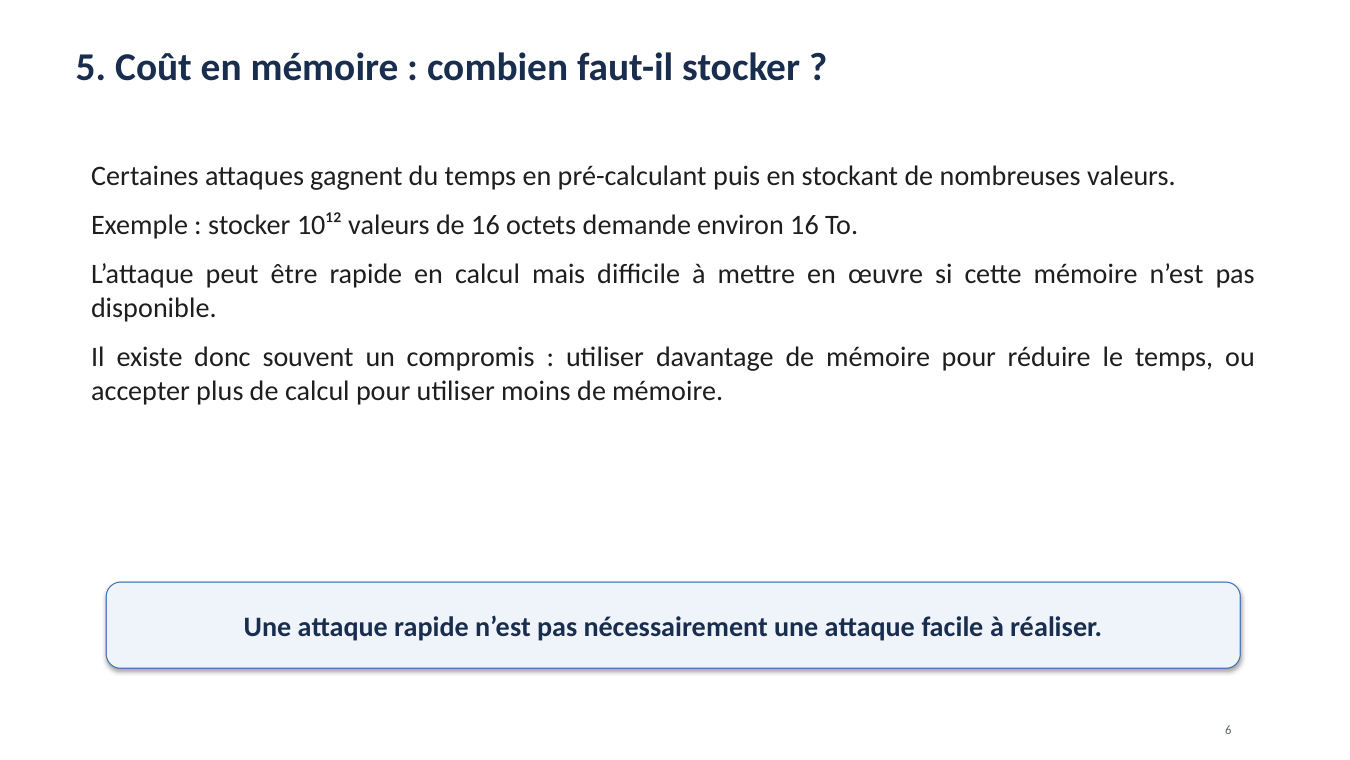 5. Coût en mémoire : combien faut-il stocker ?
Certaines attaques gagnent du temps en pré-calculant puis en stockant de nombreuses valeurs.
Exemple : stocker 10¹² valeurs de 16 octets demande environ 16 To.
L’attaque peut être rapide en calcul mais difficile à mettre en œuvre si cette mémoire n’est pas
disponible.
Il existe donc souvent un compromis : utiliser davantage de mémoire pour réduire le temps, ou
accepter plus de calcul pour utiliser moins de mémoire.
Une attaque rapide n’est pas nécessairement une attaque facile à réaliser.
6